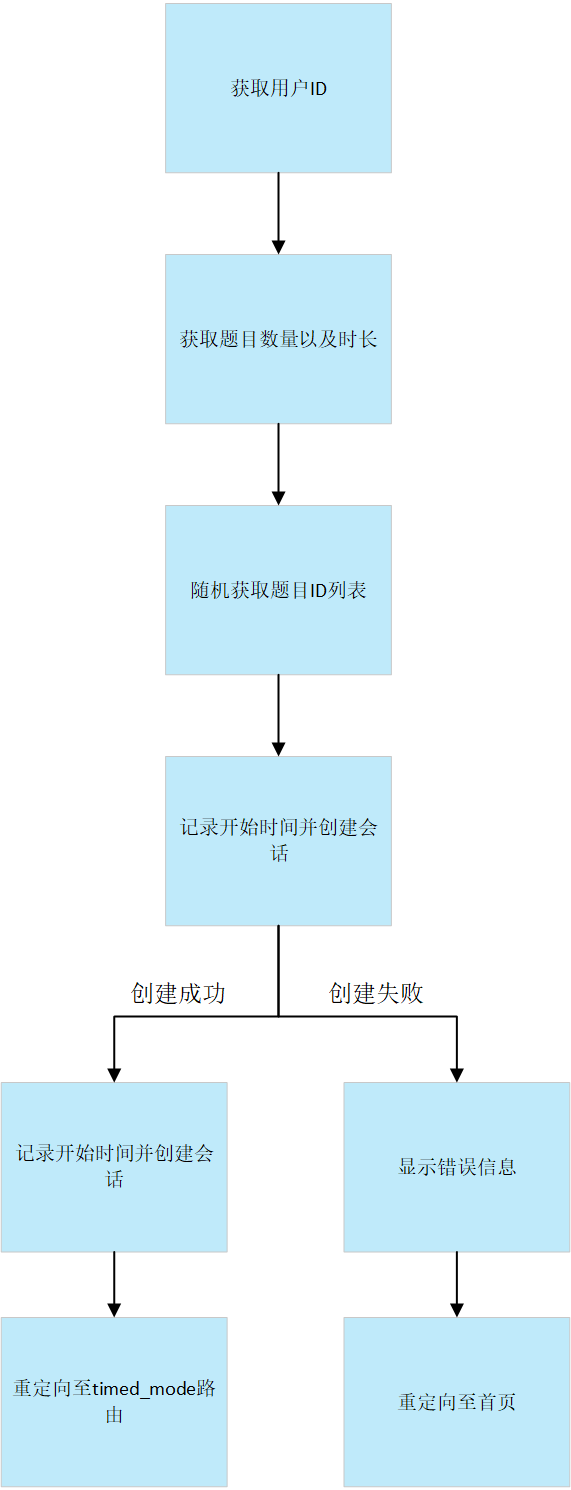 获取用户ID
获取题目数量以及时长
随机获取题目ID列表
记录开始时间并创建会
话
创建成功
创建失败
记录开始时间并创建会
话
显示错误信息
重定向至timed_mode路
由
重定向至首页